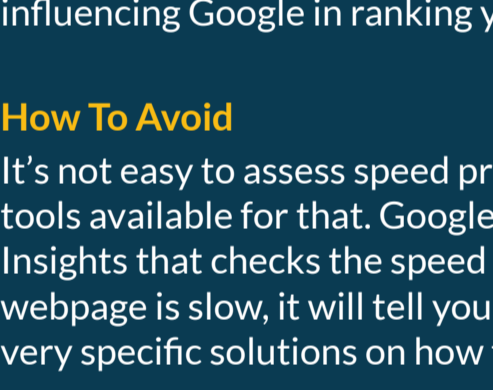 influencing Google in ranking
How To Avoid
It's not easy to assess speed
tools available for that. Google
Insights that checks the speed
webpage is slow, it will tell you
very specific solutions on how